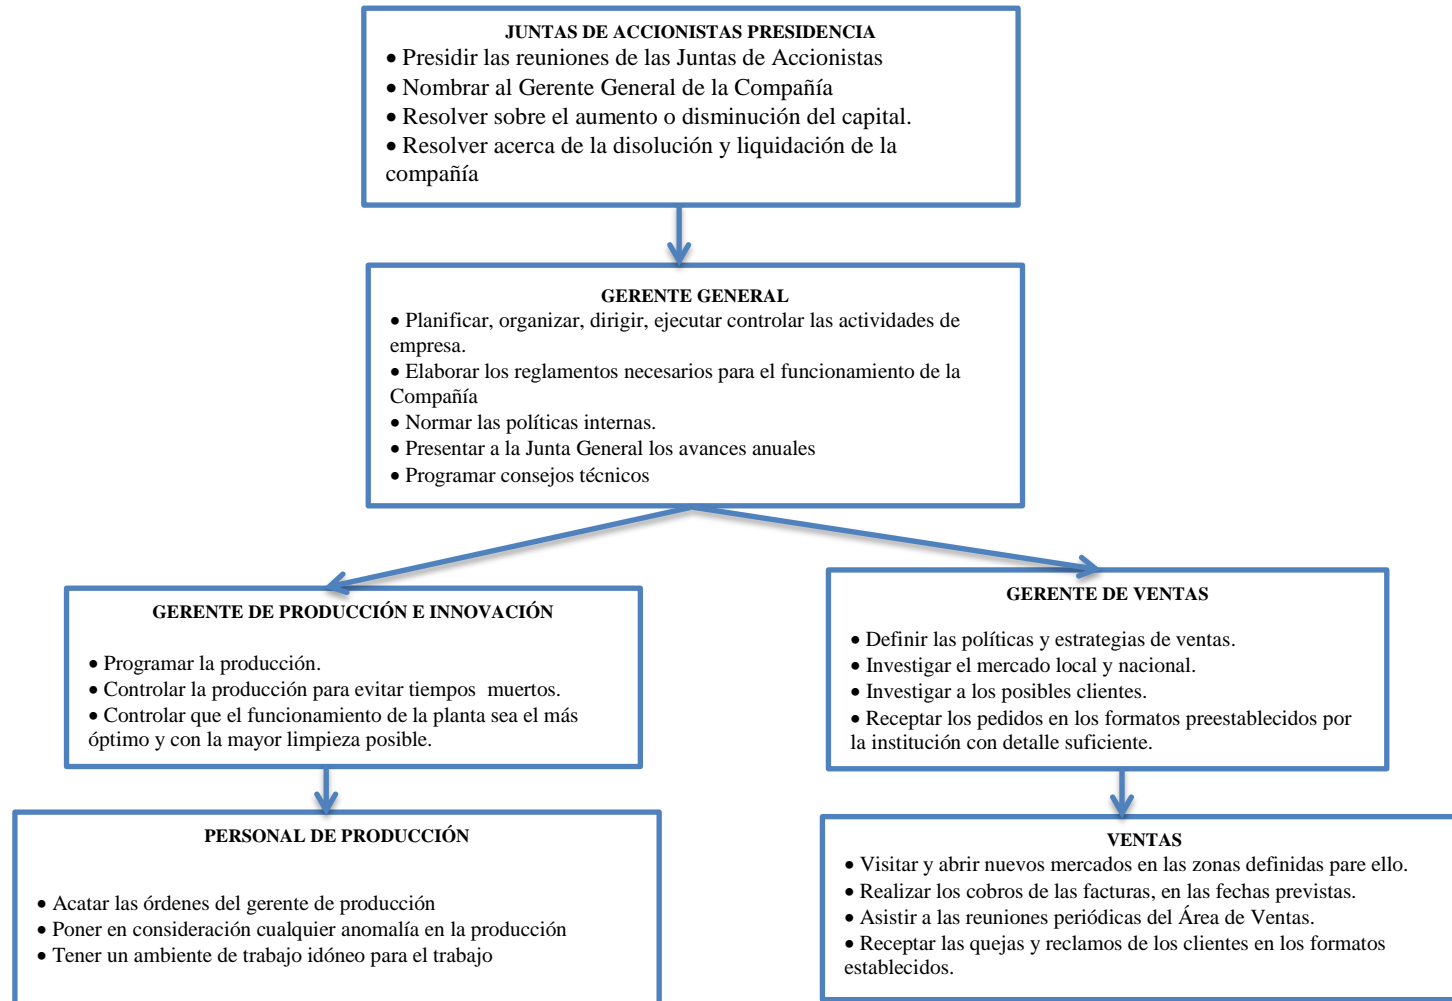 JUNTAS DE ACCIONISTAS PRESIDENCIA
• Presidir las reuniones de las Juntas de Accionistas
• Nombrar al Gerente General de la Compañía
• Resolver sobre el aumento o disminución del capital.
• Resolver acerca de la disolución y liquidación de la
compañía
GERENTE GENERAL
• Planificar, organizar, dirigir, ejecutar controlar las actividades de
empresa.
• Elaborar los reglamentos necesarios para el funcionamiento de la
Compañía
• Normar las políticas internas.
• Presentar a la Junta General los avances anuales
• Programar consejos técnicos
GERENTE DE PRODUCCIÓN E INNOVACIÓN
• Programar la producción.
• Controlar la producción para evitar tiempos  muertos.
• Controlar que el funcionamiento de la planta sea el más
óptimo y con la mayor limpieza posible.
GERENTE DE VENTAS
• Definir las políticas y estrategias de ventas.
• Investigar el mercado local y nacional.
• Investigar a los posibles clientes.
• Receptar los pedidos en los formatos preestablecidos por
la institución con detalle suficiente.
PERSONAL DE PRODUCCIÓN
• Acatar las órdenes del gerente de producción
• Poner en consideración cualquier anomalía en la producción
• Tener un ambiente de trabajo idóneo para el trabajo
VENTAS
• Visitar y abrir nuevos mercados en las zonas definidas pare ello.
• Realizar los cobros de las facturas, en las fechas previstas.
• Asistir a las reuniones periódicas del Área de Ventas.
• Receptar las quejas y reclamos de los clientes en los formatos
establecidos.